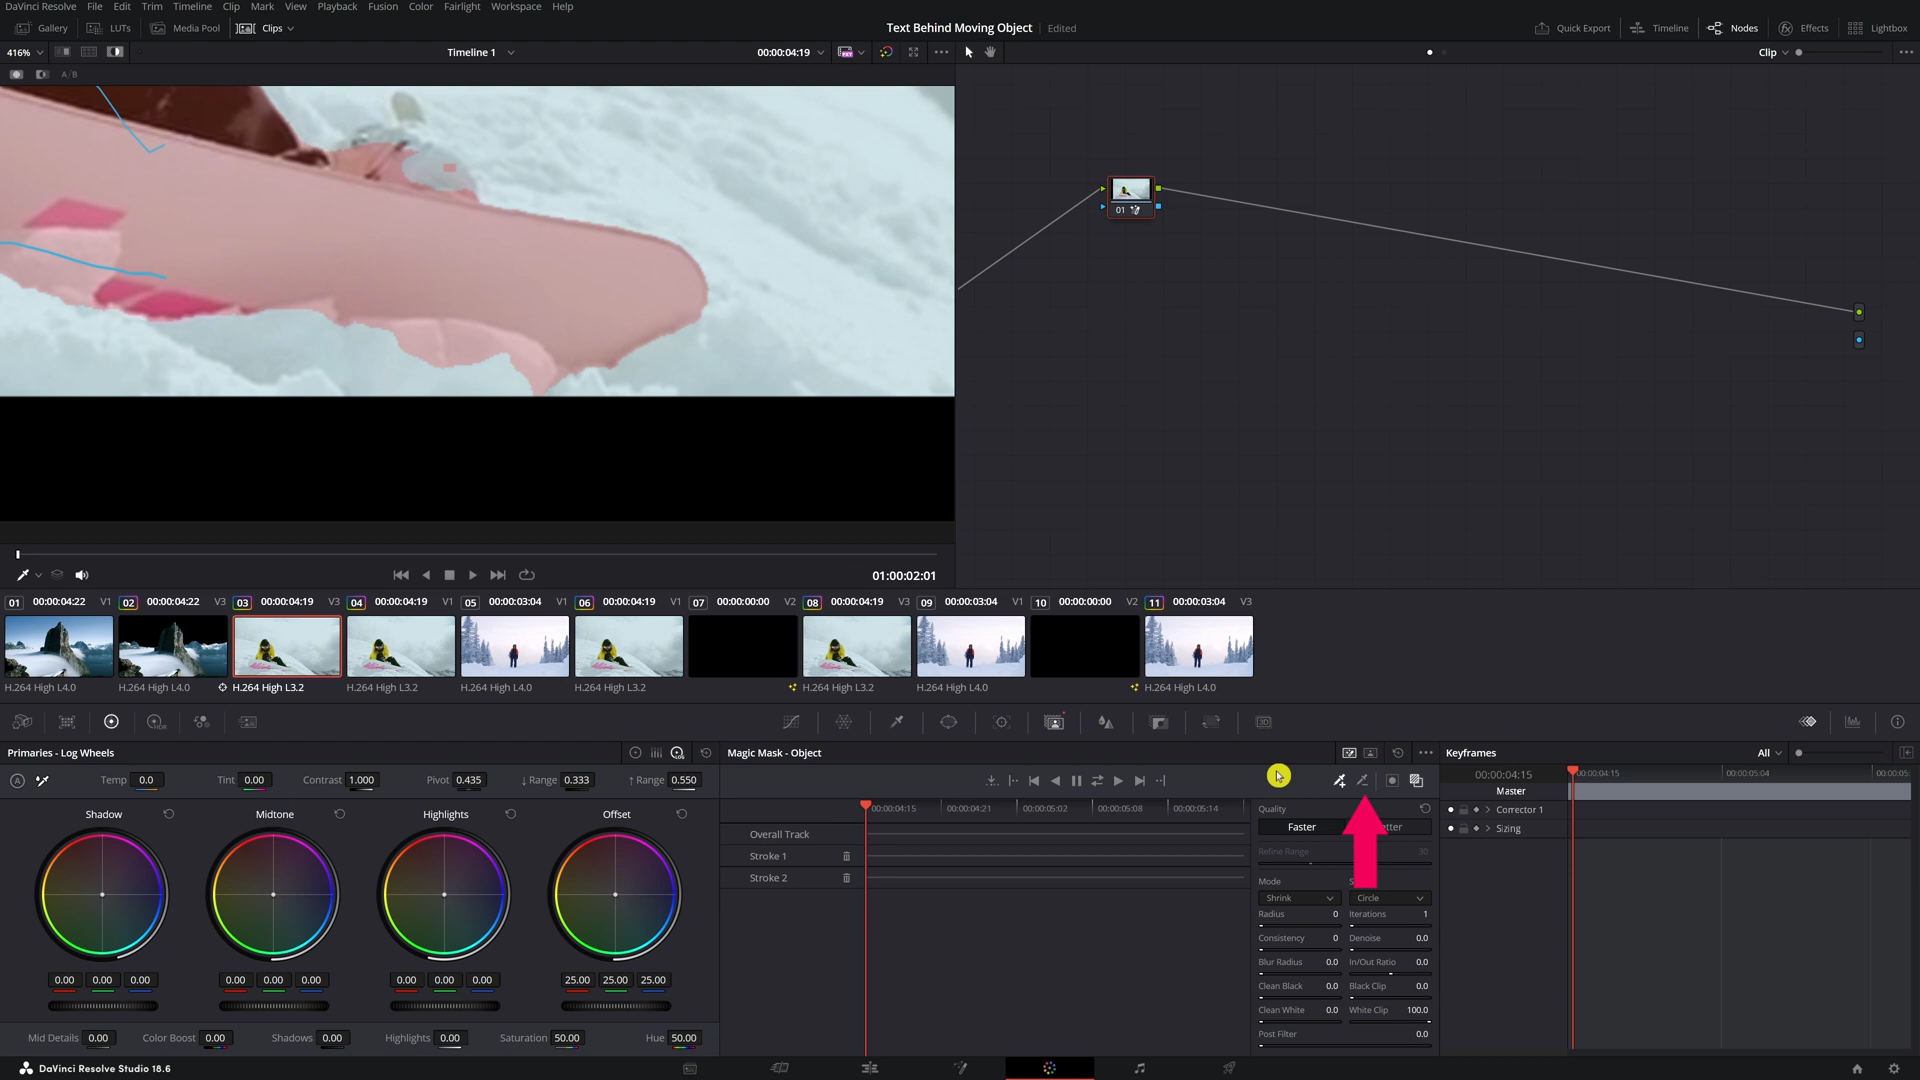 DaVinci Resolve File Edit Trim Timeline Clip Mark View Playback Fusion Color Fairlight Workspace Help
Gallery LUTs Media Pool Clips Text Behind Moving Object Edited Quick Export Timeline Nodes Effects Lightbox
416% Timeline 1 00:00:04:19 Clip
A/B
01
01:00:02:01
01 00:00:04:22 V1 02 00:00:04:22 V3 03 00:00:04:19 V3 04 00:00:04:19 V1 05 00:00:03:04 V1 06 00:00:04:19 V1 07 00:00:00:00 V2 08 00:00:04:19 V3 09 00:00:03:04 V1 10 00:00:00:00 V2 11 00:00:03:04 V3
H.264 High L4.0 H.264 High L4.0 H.264 High L3.2 H.264 High L3.2 H.264 High L4.0 H.264 High L3.2 H.264 High L3.2 H.264 High L4.0 H.264 High L4.0
HDR 3D
Primaries - Log Wheels Magic Mask - Object Keyframes All
A Temp 0.0 Tint 0.00 Contrast 1.000 Pivot 0.435 ↓ Range 0.333 ↑ Range 0.550
00:00:04:15 00:00:04:15 00:00:05:04 00:00:05:
Master
00:00:04:15 00:00:04:21 00:00:05:02 00:00:05:08 00:00:05:14
Quality
Corrector 1
Shadow Midtone Highlights Offset
Faster
Sizing
Overall Track
Refine Range 30
Stroke 1
Stroke 2
Mode
Shrink Circle
Radius 0 Iterations 1
Consistency 0 Denoise 0.0
Blur Radius 0.0 In/Out Ratio 0.0
0.00 0.00 0.00 0.00 0.00 0.00 0.00 0.00 0.00 25.00 25.00 25.00
Clean Black 0.0 Black Clip 0.0
Clean White 0.0 White Clip 100.0
Post Filter 0.0
Mid Details 0.00 Color Boost 0.00 Shadows 0.00 Highlights 0.00 Saturation 50.00 Hue 50.00
DaVinci Resolve Studio 18.6